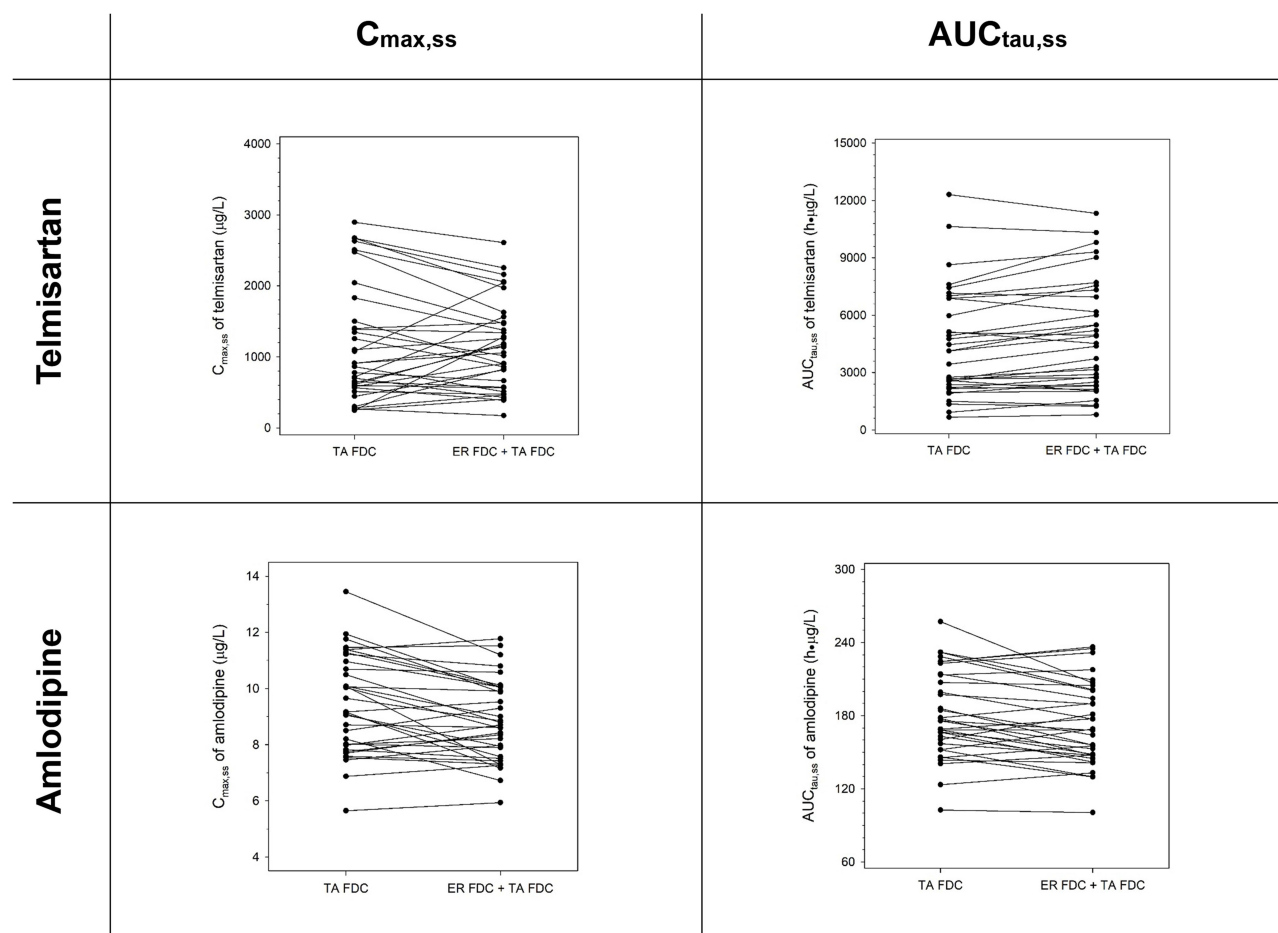 Cmax,ss
AUCtau,ss
Telmisartan
Cmax,ss of telmisartan (µg/L)
4000
3000
2000
1000
0
TA FDC
ER FDC + TA FDC
AUCtau,ss of telmisartan (h•µg/L)
15000
12000
9000
6000
3000
0
TA FDC
ER FDC + TA FDC
Amlodipine
Cmax,ss of amlodipine (µg/L)
14
12
10
8
6
4
TA FDC
ER FDC + TA FDC
AUCtau,ss of amlodipine (h•µg/L)
300
240
180
120
60
TA FDC
ER FDC + TA FDC